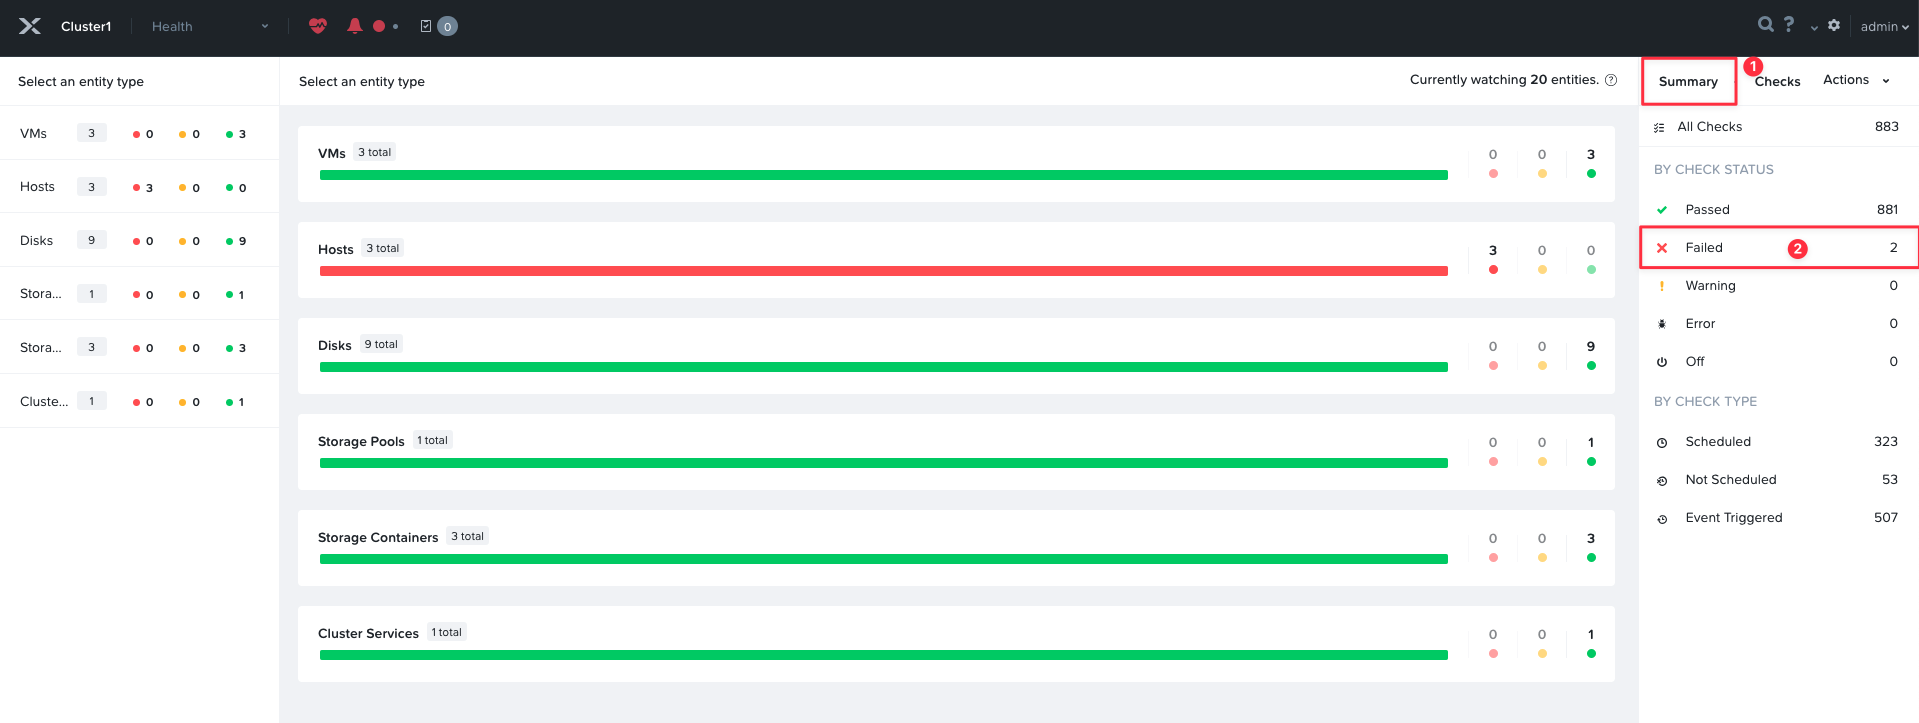 Cluster1 Health 0 ? admin
Select an entity type
VMs 3 0 0 3
Hosts 3 3 0 0
Disks 9 0 0 9
Stora... 1 0 0 1
Stora... 3 0 0 3
Cluste... 1 0 0 1
Select an entity type
Currently watching 20 entities. ?
VMs 3 total 0 0 3
Hosts 3 total 3 0 0
Disks 9 total 0 0 9
Storage Pools 1 total 0 0 1
Storage Containers 3 total 0 0 3
Cluster Services 1 total 0 0 1
Summary 1 Checks Actions
All Checks 883
BY CHECK STATUS
Passed 881
Failed 2 2
Warning 0
Error 0
Off 0
BY CHECK TYPE
Scheduled 323
Not Scheduled 53
Event Triggered 507